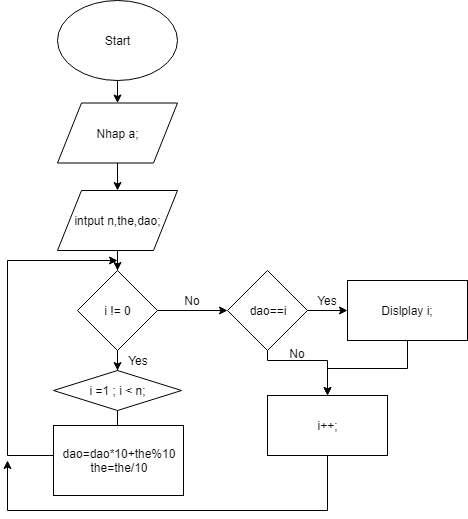 Start
Nhap a;
intput n,the,dao;
i != 0
No
dao==i
Yes
Dislplay i;
Yes
No
i =1 ; i < n;
i++;
dao=dao*10+the%10
the=the/10